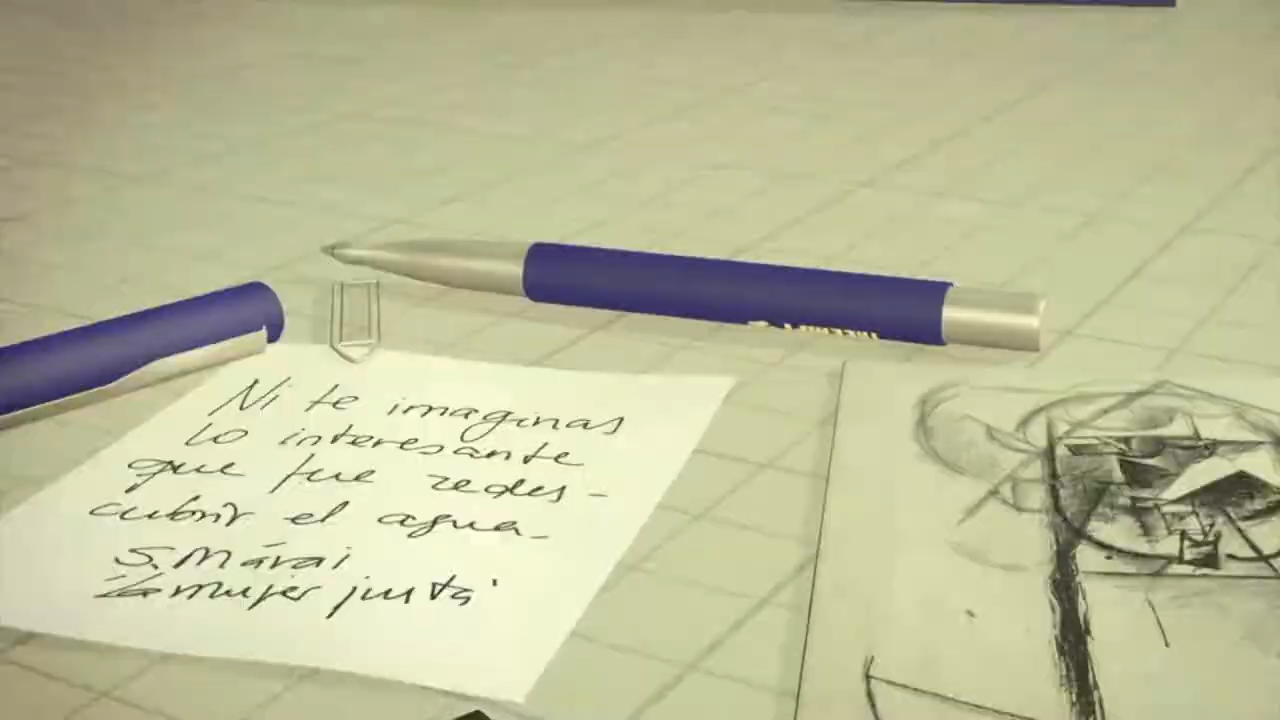 Ni te imaginas
lo interesante
que fue redes-
cubrir el agua.
S. Márai
"La mujer justa"